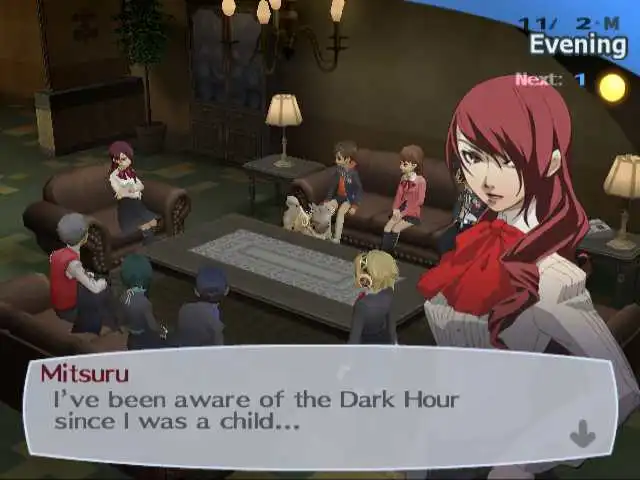 11/ 2·M
Evening
Next: 1
Mitsuru
I've been aware of the Dark Hour
since I was a child...